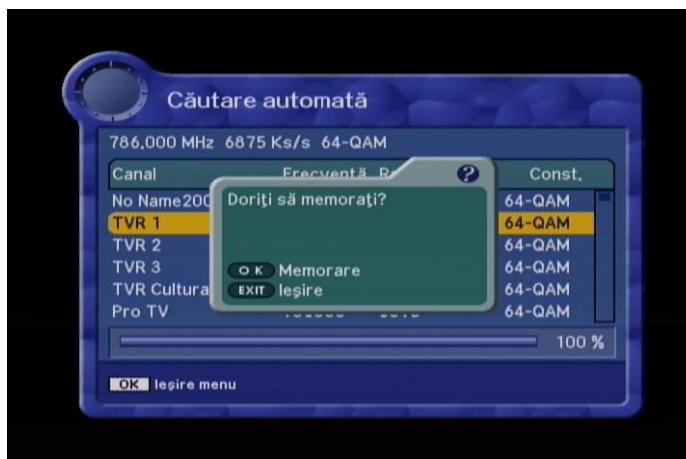 Căutare automată
786.000 MHz 6875 Ks/s 64-QAM
Canal Frecvenţă Const.
No Name200 64-QAM
TVR 1 64-QAM
TVR 2 64-QAM
TVR 3 64-QAM
TVR Cultura 64-QAM
Pro TV 64-QAM
?
Doriţi să memoraţi?
OK Memorare
EXIT Ieşire
100 %
OK Ieşire menu